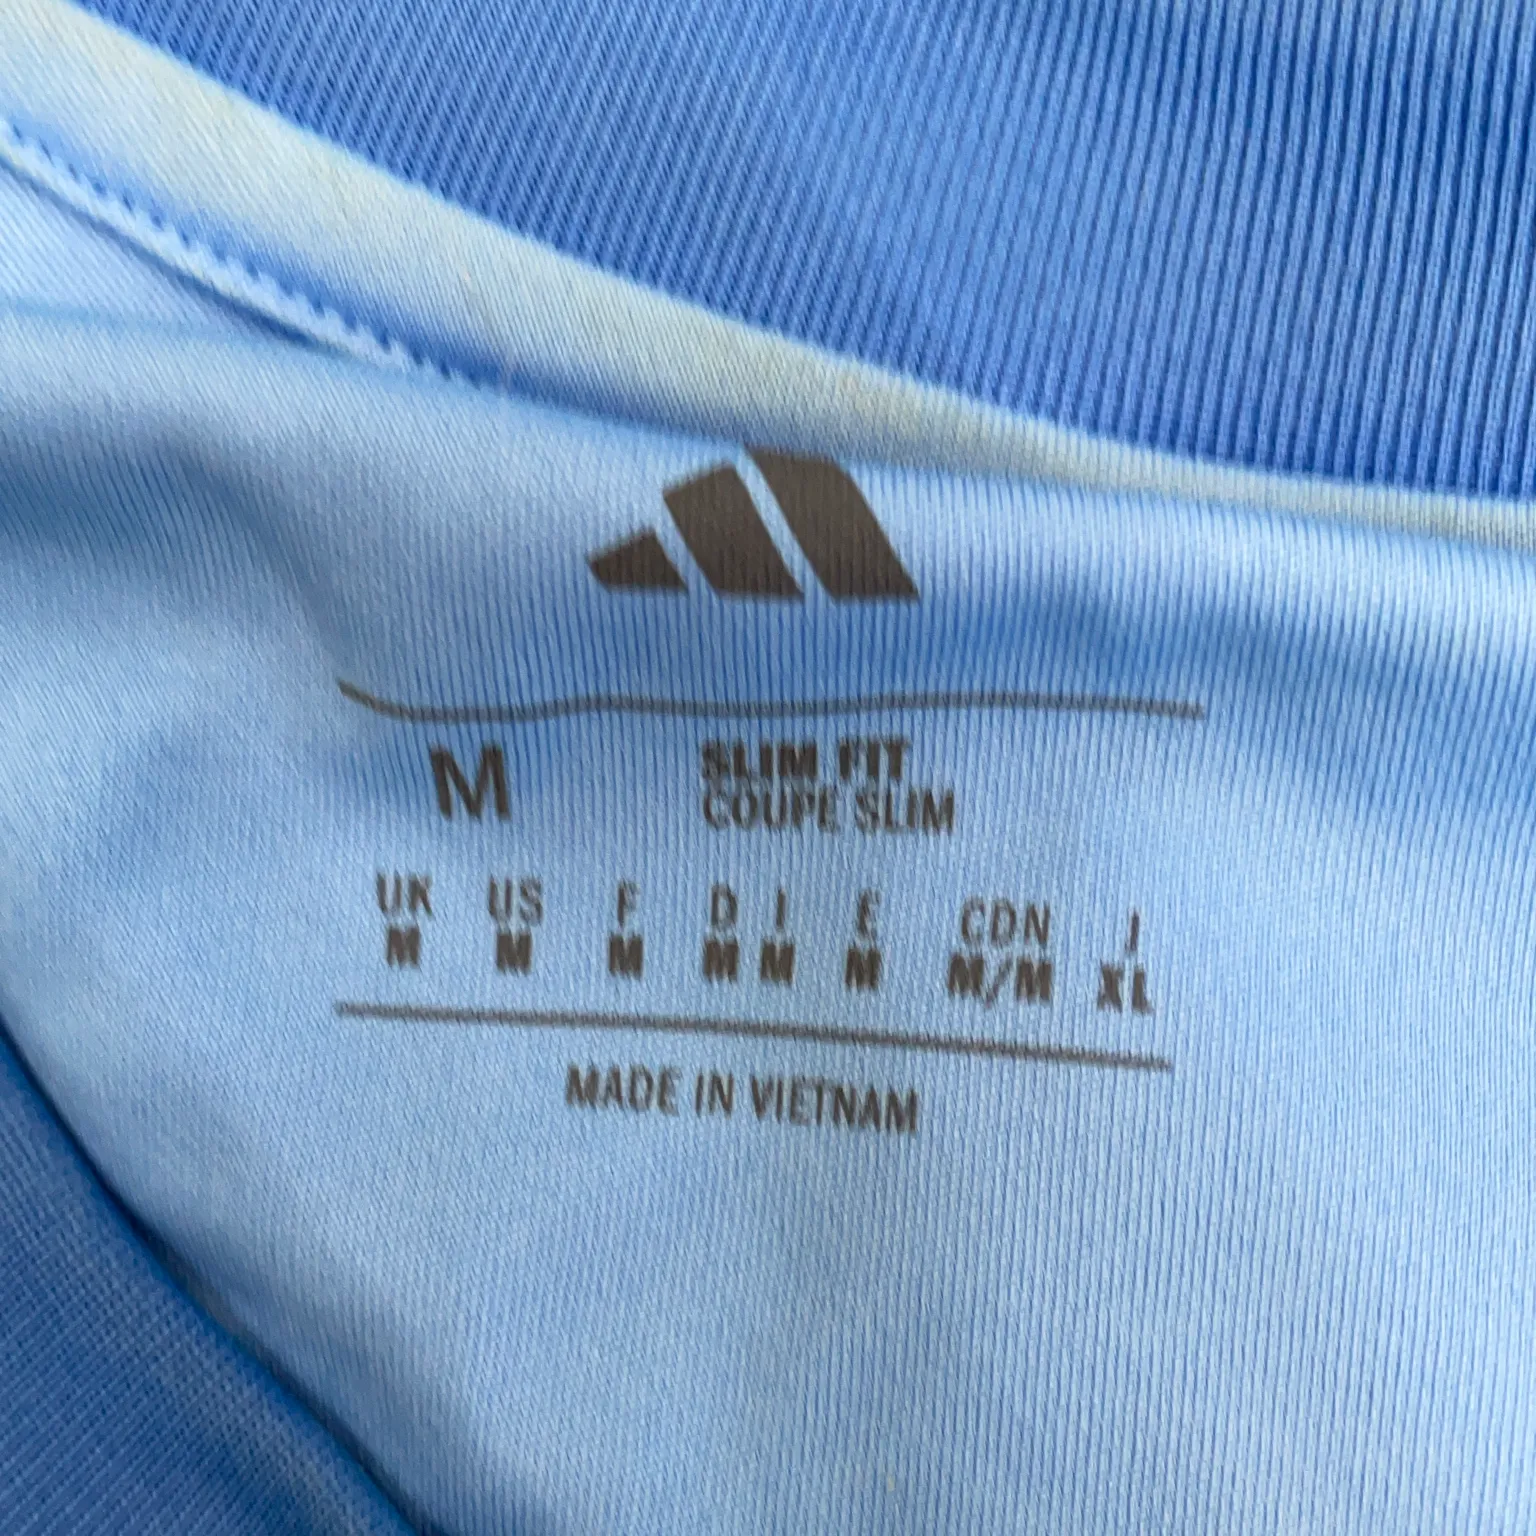 M
SLIM FIT
COUPE SLIM
UK US F D I E CDN J
M M M M M M M/M XL
MADE IN VIETNAM